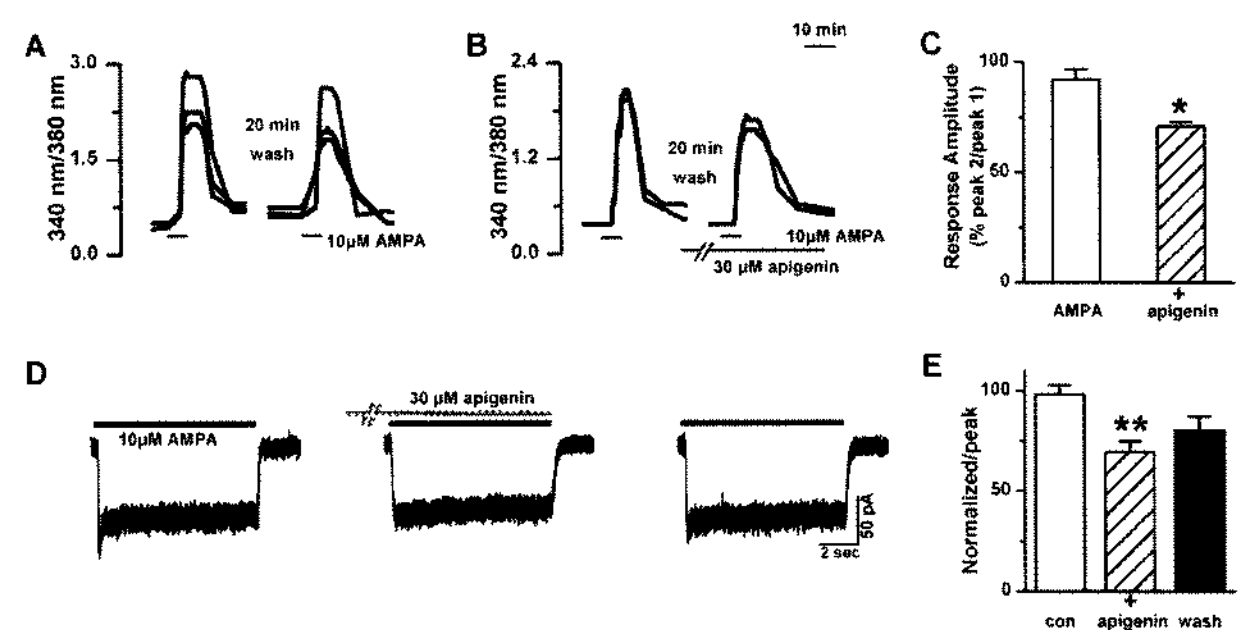 A
3.0
1.5
0.0
340 nm/380 nm
20 min
wash
10µM AMPA
B
2.4
1.2
0.0
340 nm/380 nm
20 min
wash
10 min
10µM AMPA
30 µM apigenin
C
100
50
0
Response Amplitude
(% peak 2/peak 1)
*
AMPA
+
apigenin
D
10µM AMPA
30 µM apigenin
50 pA
2 sec
E
100
50
0
Normalized/peak
**
con
+
apigenin
wash